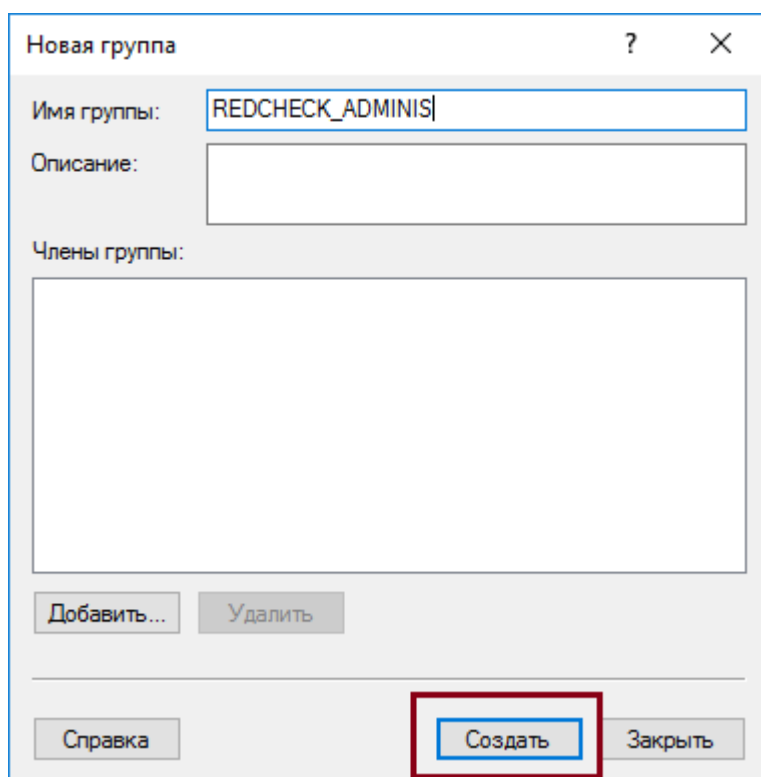 Новая группа
?
Имя группы:
REDCHECK_ADMINIS
Описание:
Члены группы:
Добавить...
Удалить
Справка
Создать
Закрыть